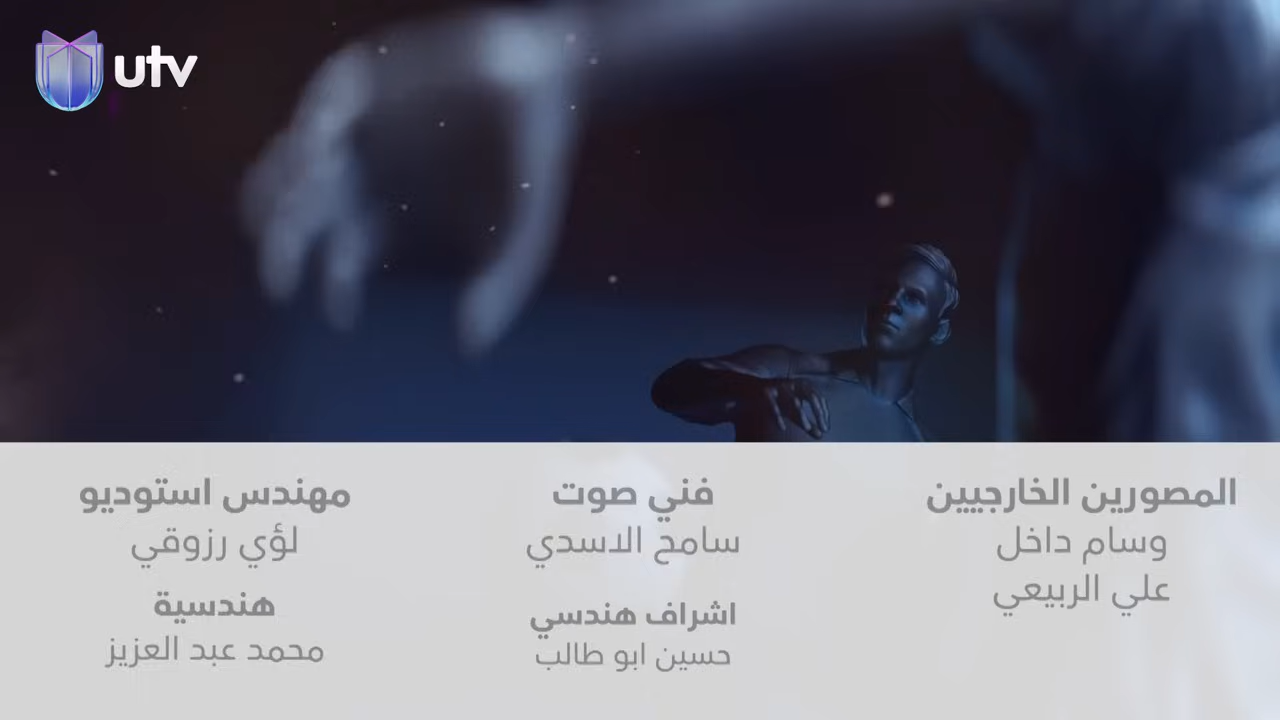 utv
المصورين الخارجيين
وسام داخل
علي الربيعي
فني صوت
سامح الاسدي
اشراف هندسي
حسين ابو طالب
مهندس استوديو
لؤي رزوقي
هندسية
محمد عبد العزيز